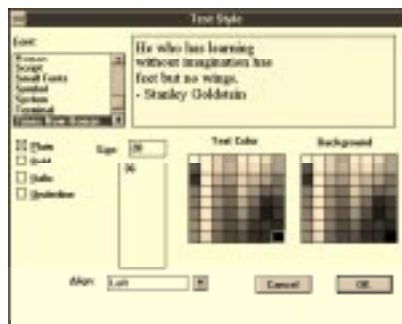 Text Style
Font:
Roman
Script
Small Fonts
Symbol
System
Terminal
Times New Roman
He who has learning
without imagination has
feet but no wings.
- Stanley Goldstein
Plain
Bold
Italic
Underline
Size:
Text Color
Background
Align:
Left
Cancel
OK